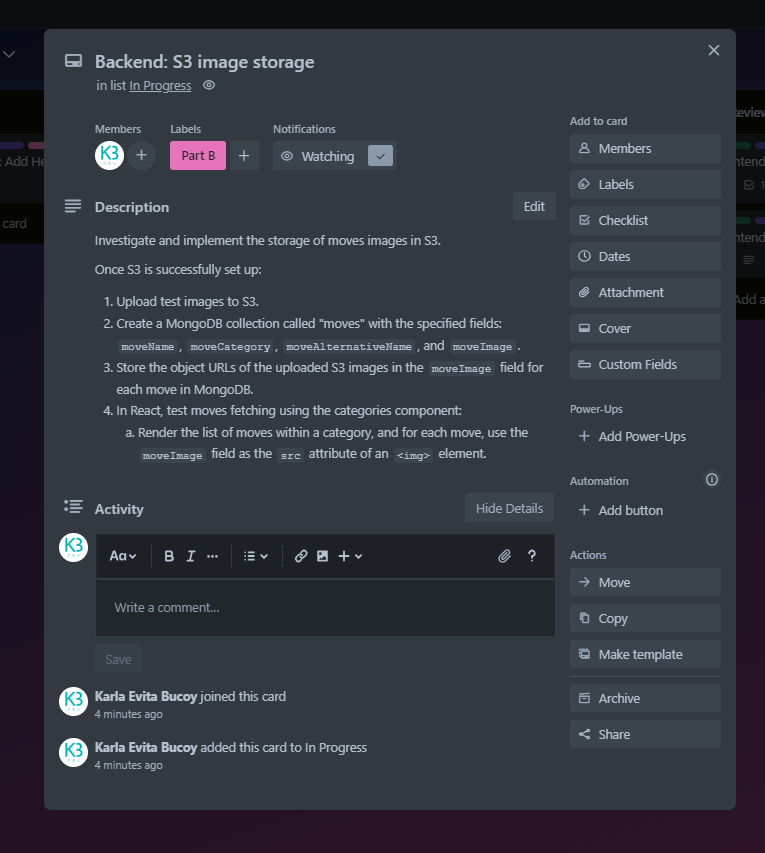 Backend: S3 image storage
in list In Progress
Members
K3
Labels
Part B
Notifications
Watching
Description
Edit
Investigate and implement the storage of moves images in S3.
Once S3 is successfully set up:
1. Upload test images to S3.
2. Create a MongoDB collection called "moves" with the specified fields:
moveName , moveCategory , moveAlternativeName , and moveImage .
3. Store the object URLs of the uploaded S3 images in the moveImage field for
each move in MongoDB.
4. In React, test moves fetching using the categories component:
a. Render the list of moves within a category, and for each move, use the
moveImage field as the src attribute of an <img> element.
Activity
Hide Details
K3
Aa
B I
?
Write a comment...
Save
K3
Karla Evita Bucoy joined this card
4 minutes ago
K3
Karla Evita Bucoy added this card to In Progress
4 minutes ago
Add to card
Members
Labels
Checklist
Dates
Attachment
Cover
Custom Fields
Power-Ups
Add Power-Ups
Automation
Add button
Actions
Move
Copy
Make template
Archive
Share
: Add He
card
eview
ntend
1
ntend
Add a